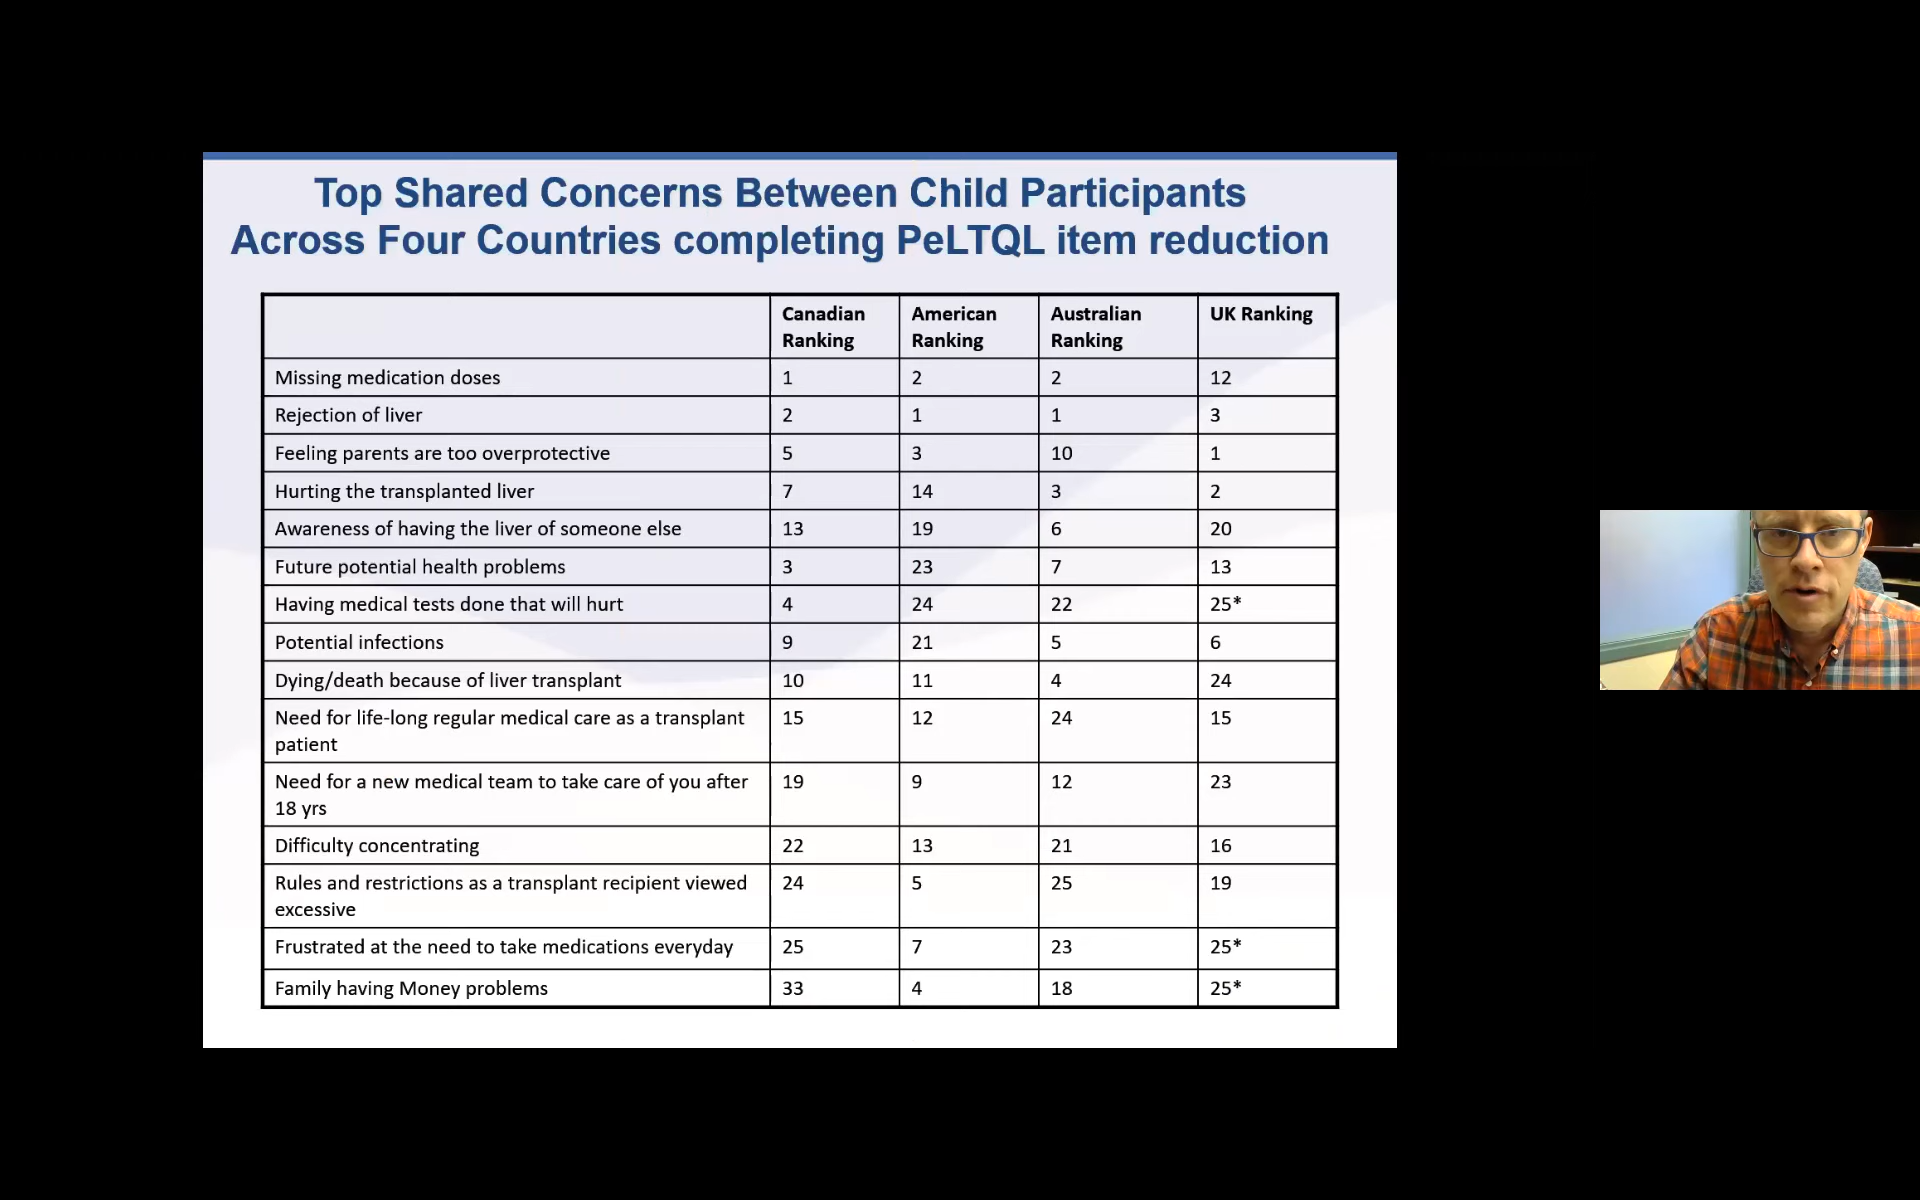 Top Shared Concerns Between Child Participants
Across Four Countries completing PeLTQL item reduction
Canadian Ranking American Ranking Australian Ranking UK Ranking
Missing medication doses 1 2 2 12
Rejection of liver 2 1 1 3
Feeling parents are too overprotective 5 3 10 1
Hurting the transplanted liver 7 14 3 2
Awareness of having the liver of someone else 13 19 6 20
Future potential health problems 3 23 7 13
Having medical tests done that will hurt 4 24 22 25*
Potential infections 9 21 5 6
Dying/death because of liver transplant 10 11 4 24
Need for life-long regular medical care as a transplant patient 15 12 24 15
Need for a new medical team to take care of you after 18 yrs 19 9 12 23
Difficulty concentrating 22 13 21 16
Rules and restrictions as a transplant recipient viewed excessive 24 5 25 19
Frustrated at the need to take medications everyday 25 7 23 25*
Family having Money problems 33 4 18 25*